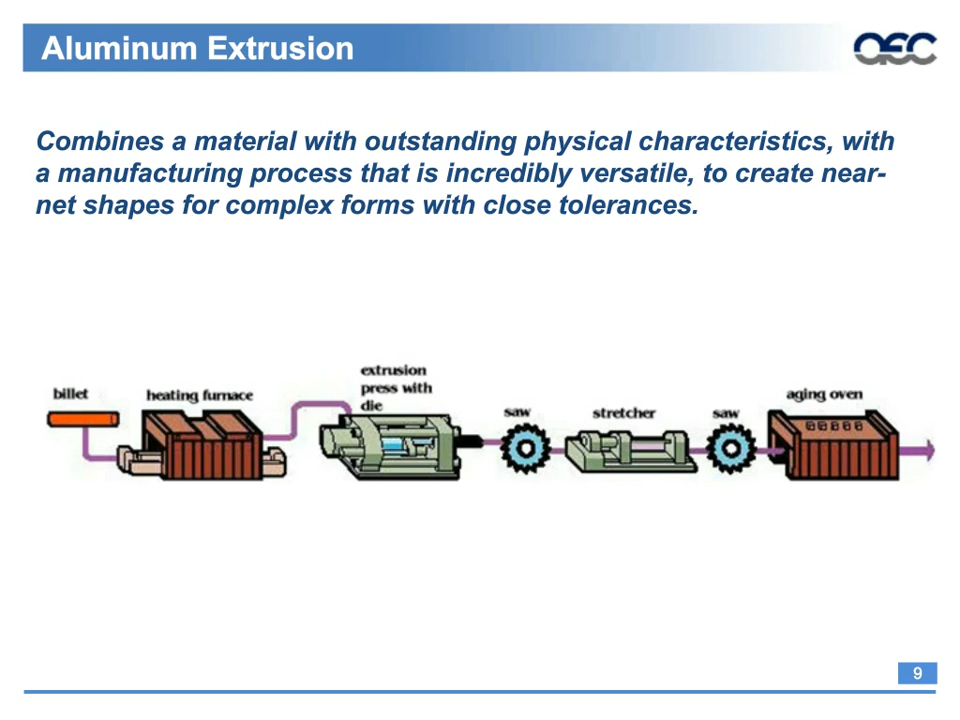 Aluminum Extrusion
AEC
Combines a material with outstanding physical characteristics, with
a manufacturing process that is incredibly versatile, to create near-
net shapes for complex forms with close tolerances.
billet
heating furnace
extrusion
press with
die
saw
stretcher
saw
aging oven
9